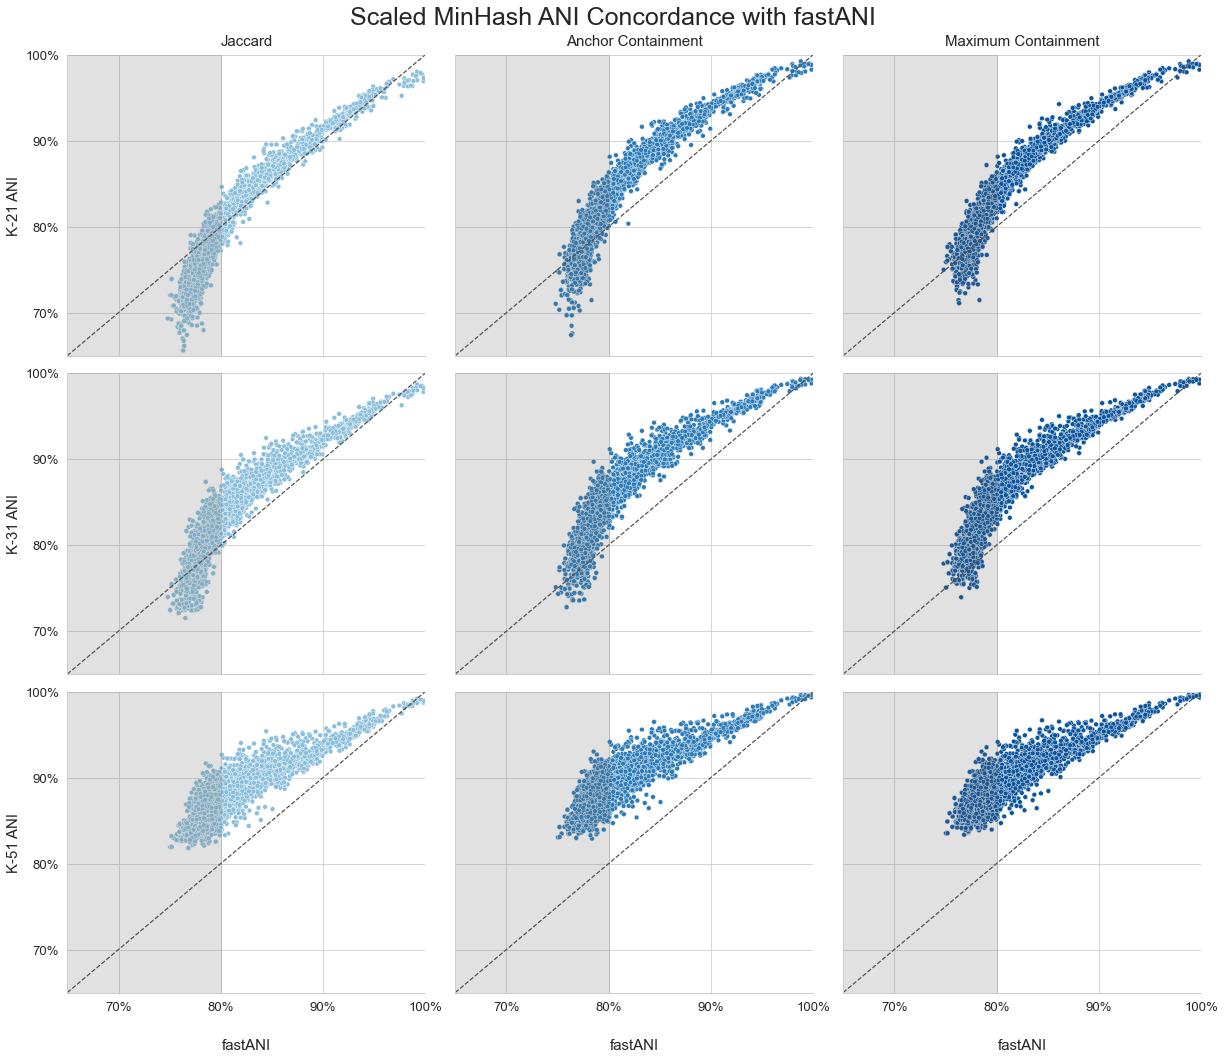 Scaled MinHash ANI Concordance with fastANI
Jaccard
Anchor Containment
Maximum Containment
100%
90%
80%
70%
K-21 ANI
100%
90%
80%
70%
K-31 ANI
100%
90%
80%
70%
K-51 ANI
70% 80% 90% 100%
70% 80% 90% 100%
70% 80% 90% 100%
fastANI
fastANI
fastANI